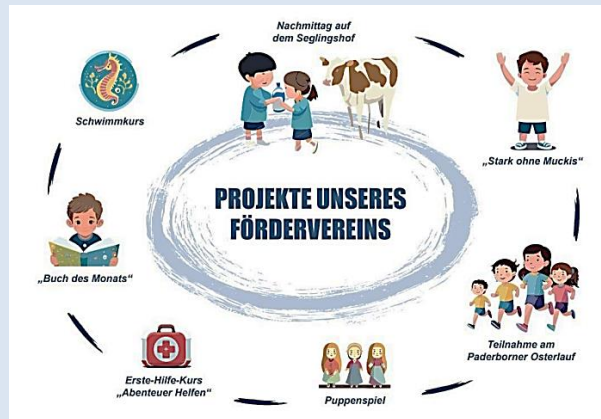 Nachmittag auf
dem Seglingshof
Schwimmkurs
„Stark ohne Muckis“
PROJEKTE UNSERES
FÖRDERVEREINS
„Buch des Monats“
Teilnahme am
Paderborner Osterlauf
Erste-Hilfe-Kurs
„Abenteuer Helfen“
Puppenspiel